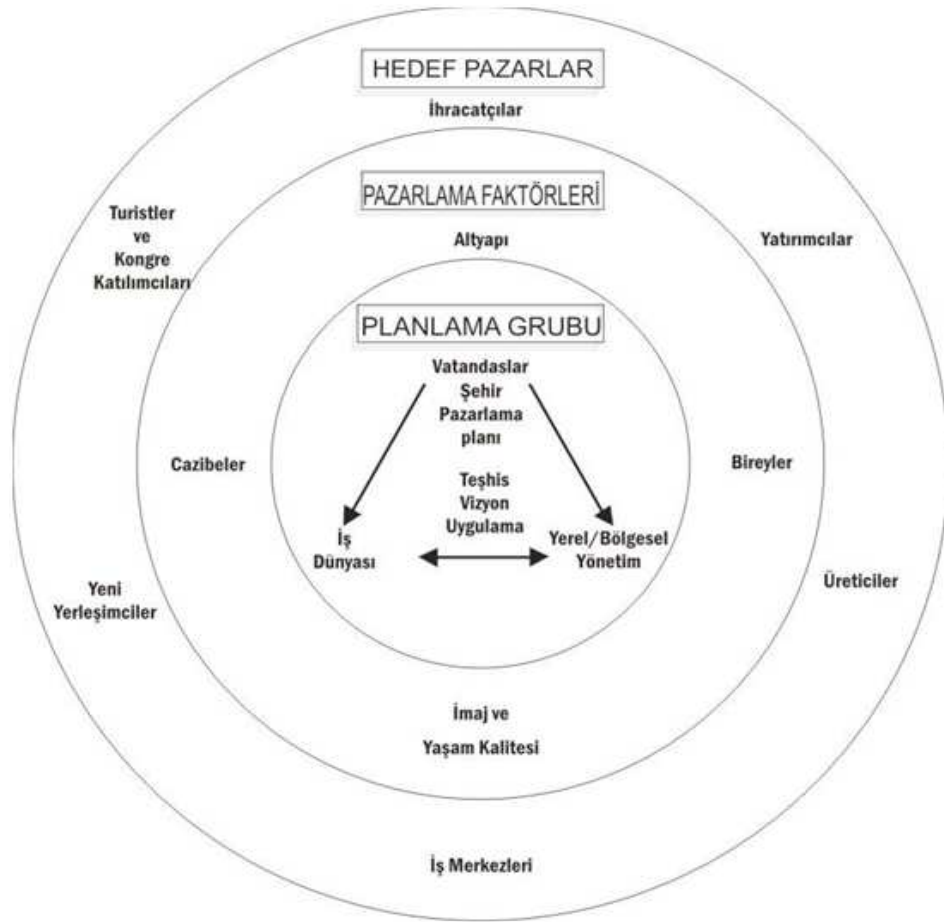 HEDEF PAZARLAR
İhracatçılar
PAZARLAMA FAKTÖRLERİ
Turistler
ve
Kongre
Katılımcıları
Altyapı
Yatırımcılar
PLANLAMA GRUBU
Vatandaslar
Şehir
Pazarlama
planı
Cazibeler
Bireyler
Teşhis
Vizyon
Uygulama
İş
Dünyası
Yerel/Bölgesel
Yönetim
Yeni
Yerleşimciler
Üreticiler
İmaj ve
Yaşam Kalitesi
İş Merkezleri